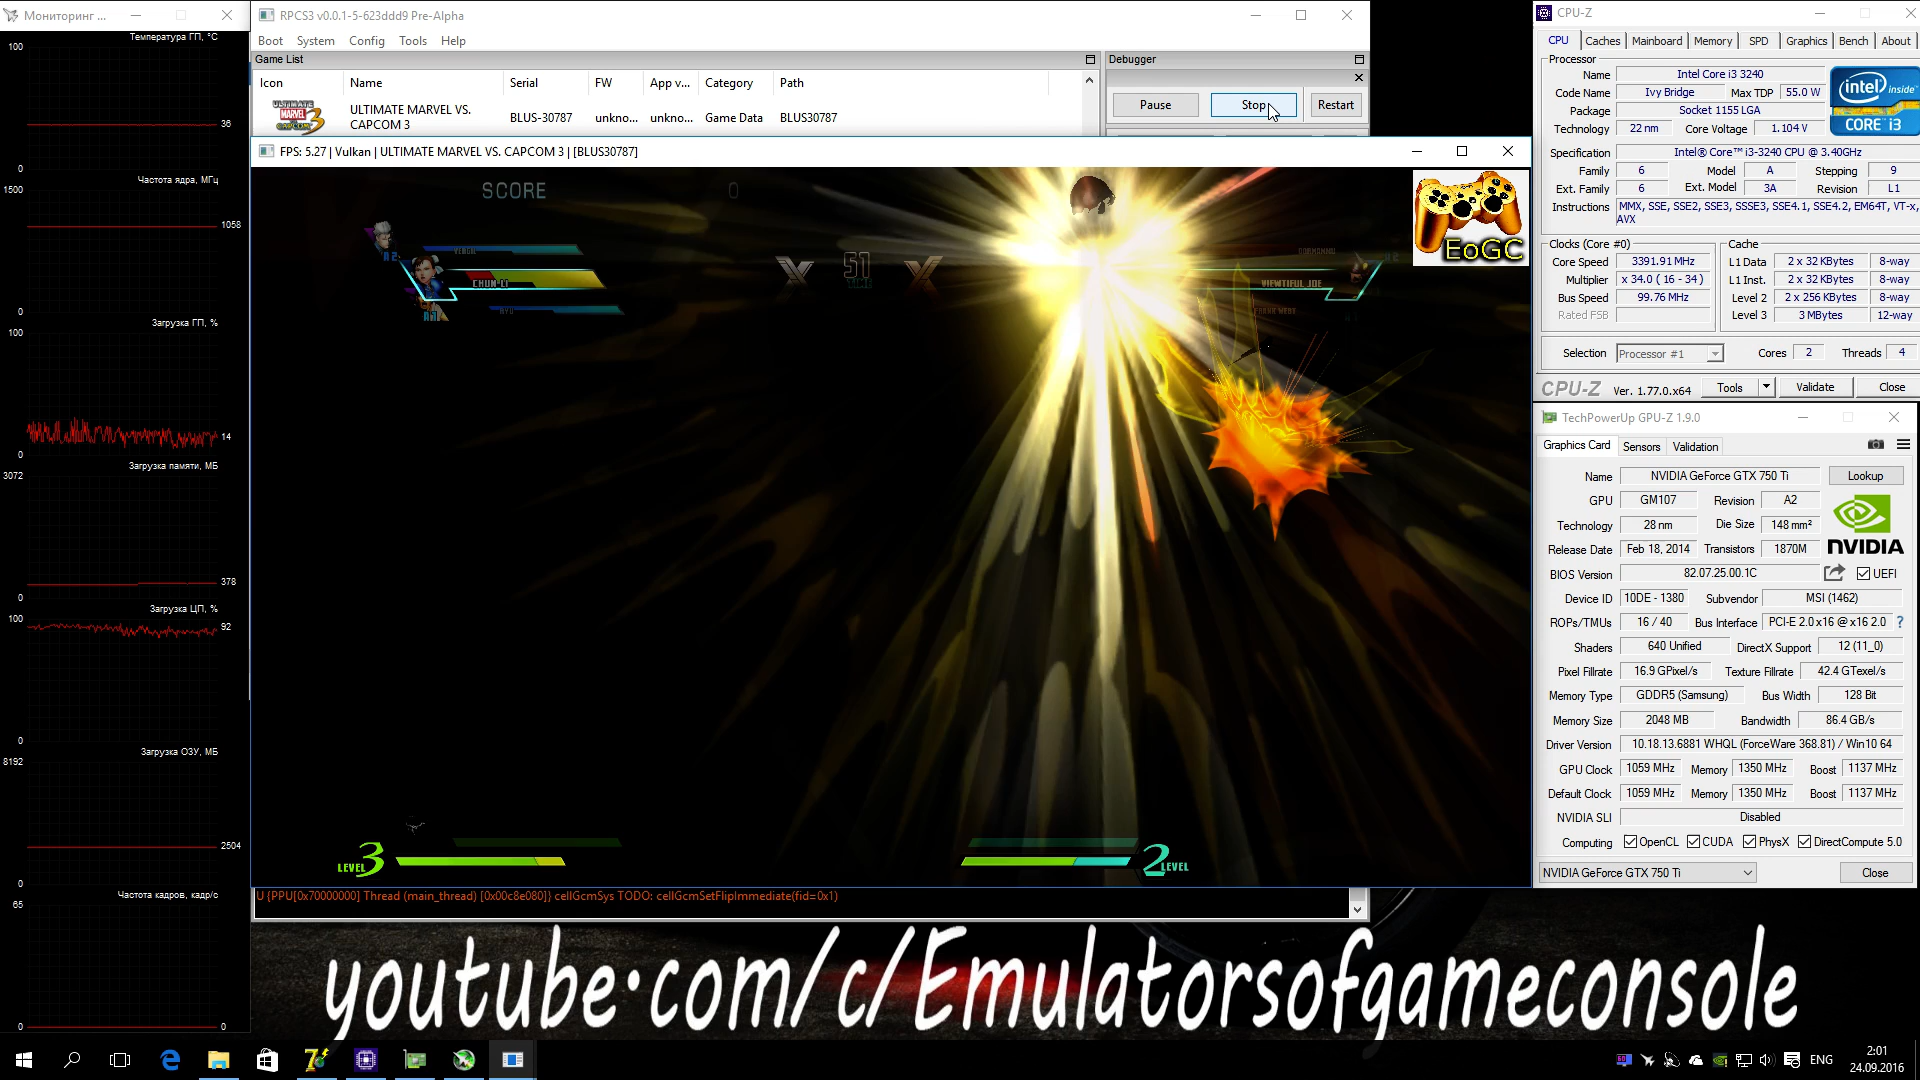 Мониторинг ...
Температура ГП, °C
100
36
0
Частота ядра, МГц
1500
1058
0
Загрузка ГП, %
100
14
0
Загрузка памяти, МБ
3072
378
0
Загрузка ЦП, %
100
92
0
Загрузка ОЗУ, МБ
8192
2504
0
Частота кадров, кадр/с
65
0
0
RPCS3 v0.0.1-5-623ddd9 Pre-Alpha
Boot System Config Tools Help
Game List
Icon Name Serial FW App v... Category Path
ULTIMATE MARVEL VS. CAPCOM 3
ULTIMATE MARVEL VS.
CAPCOM 3
BLUS-30787 unkno... unkno... Game Data BLUS30787
Debugger
Pause Stop Restart
FPS: 5.27 | Vulkan | ULTIMATE MARVEL VS. CAPCOM 3 | [BLUS30787]
SCORE 0
CHUN-LI
51
TIME
VIEWTIFUL JOE
EoGC
LEVEL 3
2 LEVEL
U {PPU[0x70000000] Thread (main_thread) [0x00c8e080]} cellGcmSys TODO: cellGcmSetFlipImmediate(fid=0x1)
CPU-Z
CPU Caches Mainboard Memory SPD Graphics Bench About
Processor
Name Intel Core i3 3240
Code Name Ivy Bridge Max TDP 55.0 W
Package Socket 1155 LGA
Technology 22 nm Core Voltage 1.104 V
intel inside™
CORE™ i3
Specification Intel® Core™ i3-3240 CPU @ 3.40GHz
Family 6 Model A Stepping 9
Ext. Family 6 Ext. Model 3A Revision L1
Instructions MMX, SSE, SSE2, SSE3, SSSE3, SSE4.1, SSE4.2, EM64T, VT-x,
AVX
Clocks (Core #0)
Core Speed 3391.91 MHz
Multiplier x 34.0 ( 16 - 34 )
Bus Speed 99.76 MHz
Rated FSB
Cache
L1 Data 2 x 32 KBytes 8-way
L1 Inst. 2 x 32 KBytes 8-way
Level 2 2 x 256 KBytes 8-way
Level 3 3 MBytes 12-way
Selection Processor #1 Cores 2 Threads 4
CPU-Z Ver. 1.77.0.x64 Tools Validate Close
TechPowerUp GPU-Z 1.9.0
Graphics Card Sensors Validation
Name NVIDIA GeForce GTX 750 Ti Lookup
GPU GM107 Revision A2
Technology 28 nm Die Size 148 mm²
Release Date Feb 18, 2014 Transistors 1870M
NVIDIA
BIOS Version 82.07.25.00.1C UEFI
Device ID 10DE - 1380 Subvendor MSI (1462)
ROPs/TMUs 16 / 40 Bus Interface PCI-E 2.0 x16 @ x16 2.0 ?
Shaders 640 Unified DirectX Support 12 (11_0)
Pixel Fillrate 16.9 GPixel/s Texture Fillrate 42.4 GTexel/s
Memory Type GDDR5 (Samsung) Bus Width 128 Bit
Memory Size 2048 MB Bandwidth 86.4 GB/s
Driver Version 10.18.13.6881 WHQL (ForceWare 368.81) / Win10 64
GPU Clock 1059 MHz Memory 1350 MHz Boost 1137 MHz
Default Clock 1059 MHz Memory 1350 MHz Boost 1137 MHz
NVIDIA SLI Disabled
Computing OpenCL CUDA PhysX DirectCompute 5.0
NVIDIA GeForce GTX 750 Ti Close
youtube.com/c/Emulatorsofgameconsole
ENG
2:01
24.09.2016